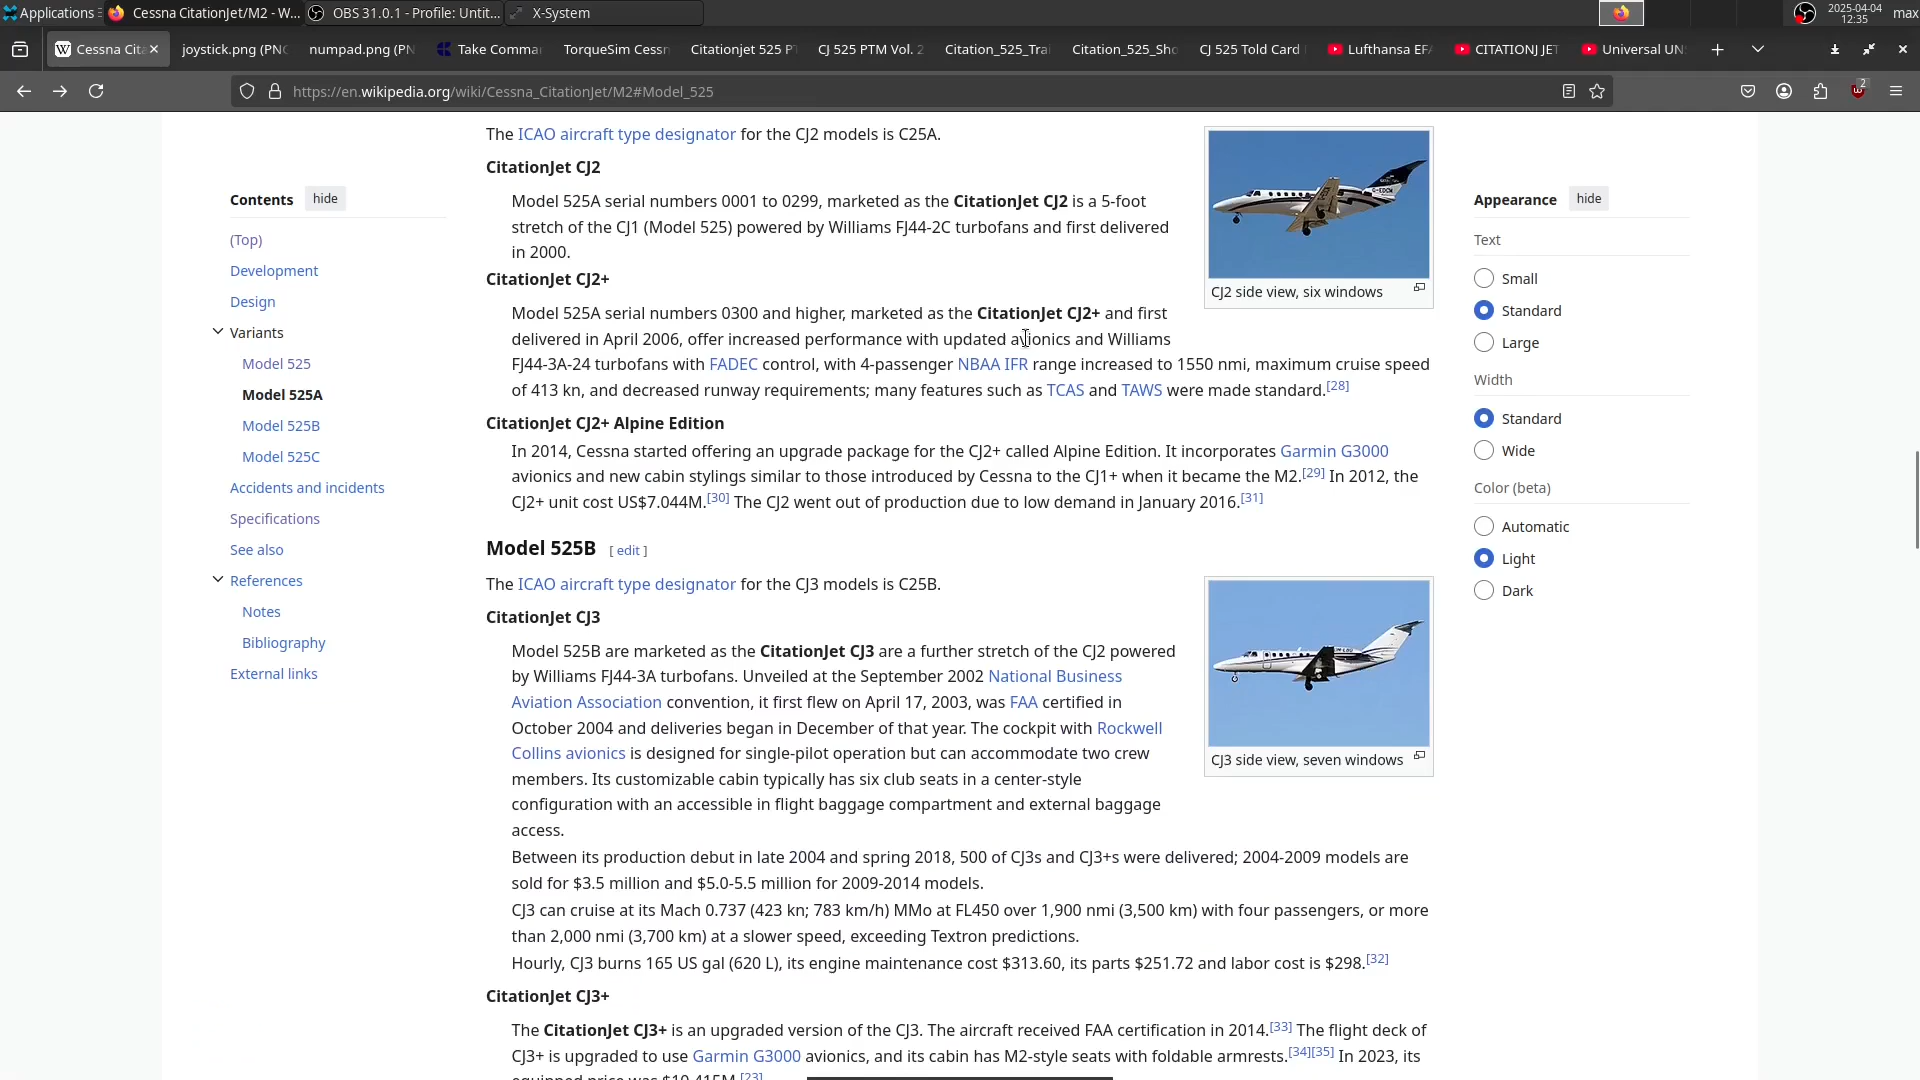 Applications
Cessna CitationJet/M2 - W...
OBS 31.0.1 - Profile: Untit...
X-System
2025-04-04
12:35
max
Cessna Cita
joystick.png (PNG
numpad.png (PN
Take Comma
TorqueSim Cessn
Citationjet 525 P
CJ 525 PTM Vol. 2
Citation_525_Tra
Citation_525_Sho
CJ 525 Told Card
Lufthansa EFA
CITATIONJ JET
Universal UN
https://en.wikipedia.org/wiki/Cessna_CitationJet/M2#Model_525
2
Contents
hide
(Top)
Development
Design
Variants
Model 525
Model 525A
Model 525B
Model 525C
Accidents and incidents
Specifications
See also
References
Notes
Bibliography
External links
The ICAO aircraft type designator for the CJ2 models is C25A.
CitationJet CJ2
Model 525A serial numbers 0001 to 0299, marketed as the CitationJet CJ2 is a 5-foot
stretch of the CJ1 (Model 525) powered by Williams FJ44-2C turbofans and first delivered
in 2000.
CJ2 side view, six windows
CitationJet CJ2+
Model 525A serial numbers 0300 and higher, marketed as the CitationJet CJ2+ and first
delivered in April 2006, offer increased performance with updated avionics and Williams
FJ44-3A-24 turbofans with FADEC control, with 4-passenger NBAA IFR range increased to 1550 nmi, maximum cruise speed
of 413 kn, and decreased runway requirements; many features such as TCAS and TAWS were made standard.[28]
CitationJet CJ2+ Alpine Edition
In 2014, Cessna started offering an upgrade package for the CJ2+ called Alpine Edition. It incorporates Garmin G3000
avionics and new cabin stylings similar to those introduced by Cessna to the CJ1+ when it became the M2.[29] In 2012, the
CJ2+ unit cost US$7.044M.[30] The CJ2 went out of production due to low demand in January 2016.[31]
Model 525B [ edit ]
The ICAO aircraft type designator for the CJ3 models is C25B.
CitationJet CJ3
Model 525B are marketed as the CitationJet CJ3 are a further stretch of the CJ2 powered
by Williams FJ44-3A turbofans. Unveiled at the September 2002 National Business
Aviation Association convention, it first flew on April 17, 2003, was FAA certified in
October 2004 and deliveries began in December of that year. The cockpit with Rockwell
Collins avionics is designed for single-pilot operation but can accommodate two crew
members. Its customizable cabin typically has six club seats in a center-style
configuration with an accessible in flight baggage compartment and external baggage
access.
CJ3 side view, seven windows
Between its production debut in late 2004 and spring 2018, 500 of CJ3s and CJ3+s were delivered; 2004-2009 models are
sold for $3.5 million and $5.0-5.5 million for 2009-2014 models.
CJ3 can cruise at its Mach 0.737 (423 kn; 783 km/h) MMo at FL450 over 1,900 nmi (3,500 km) with four passengers, or more
than 2,000 nmi (3,700 km) at a slower speed, exceeding Textron predictions.
Hourly, CJ3 burns 165 US gal (620 L), its engine maintenance cost $313.60, its parts $251.72 and labor cost is $298.[32]
CitationJet CJ3+
The CitationJet CJ3+ is an upgraded version of the CJ3. The aircraft received FAA certification in 2014.[33] The flight deck of
CJ3+ is upgraded to use Garmin G3000 avionics, and its cabin has M2-style seats with foldable armrests.[34][35] In 2023, its
equipped price was $10.415M.[23]
Appearance
hide
Text
Small
Standard
Large
Width
Standard
Wide
Color (beta)
Automatic
Light
Dark